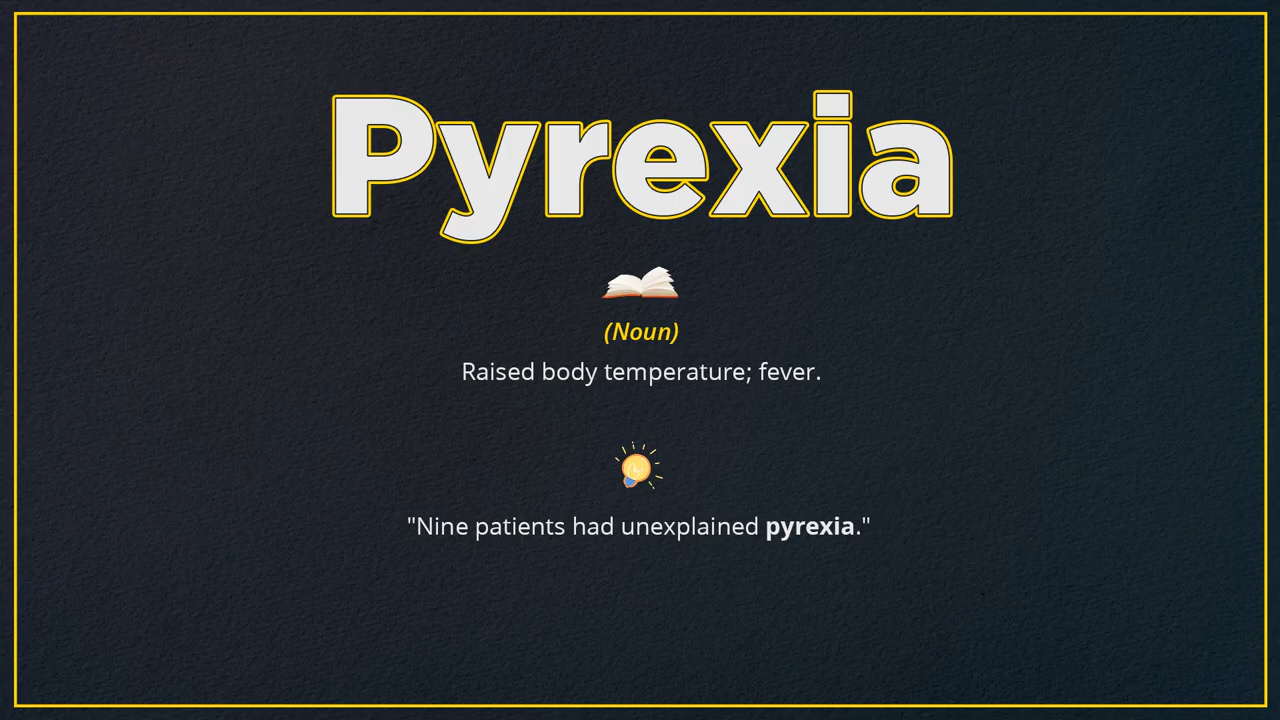 Pyrexia
(Noun)
Raised body temperature; fever.
"Nine patients had unexplained pyrexia."